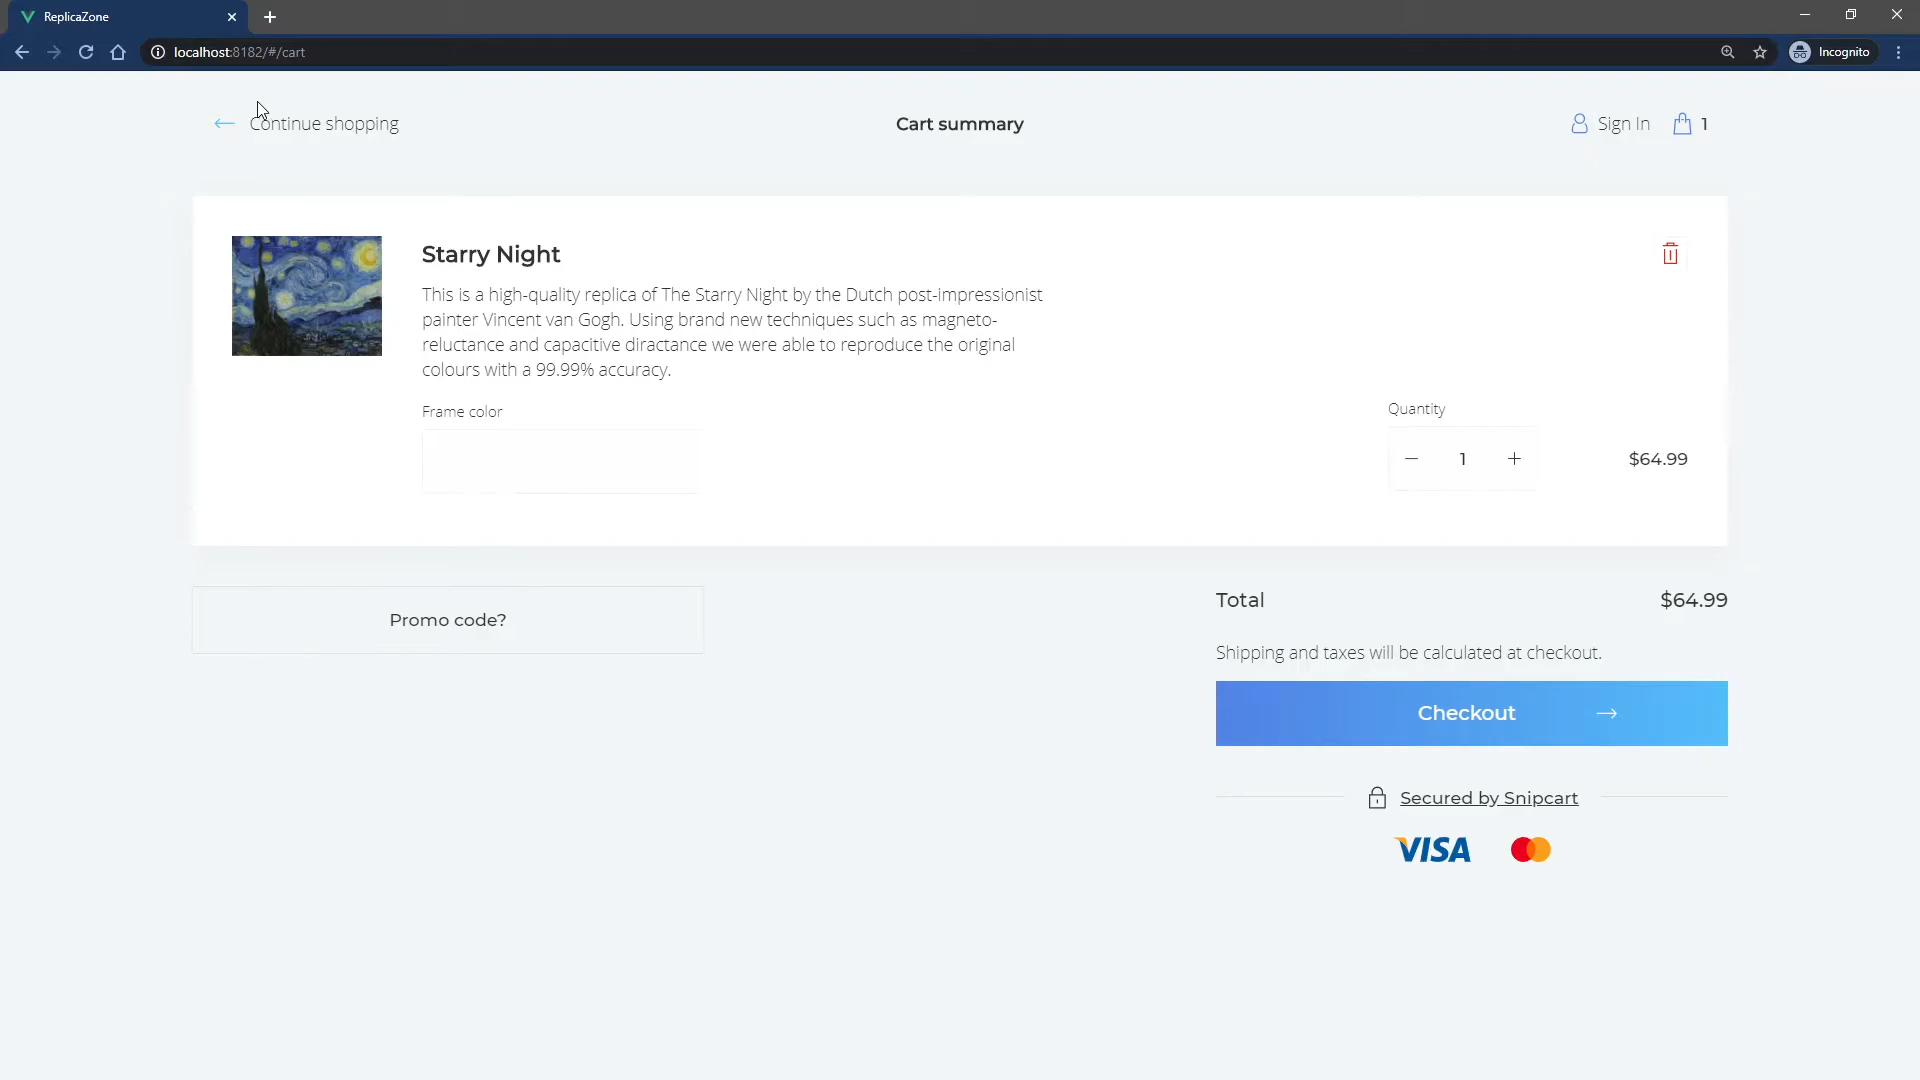 ReplicaZone
localhost:8182/#/cart
Incognito
Continue shopping
Cart summary
Sign In
1
Starry Night
This is a high-quality replica of The Starry Night by the Dutch post-impressionist
painter Vincent van Gogh. Using brand new techniques such as magneto-
reluctance and capacitive diractance we were able to reproduce the original
colours with a 99.99% accuracy.
Frame color
Quantity
1
$64.99
Promo code?
Total
$64.99
Shipping and taxes will be calculated at checkout.
Checkout
Secured by Snipcart
VISA